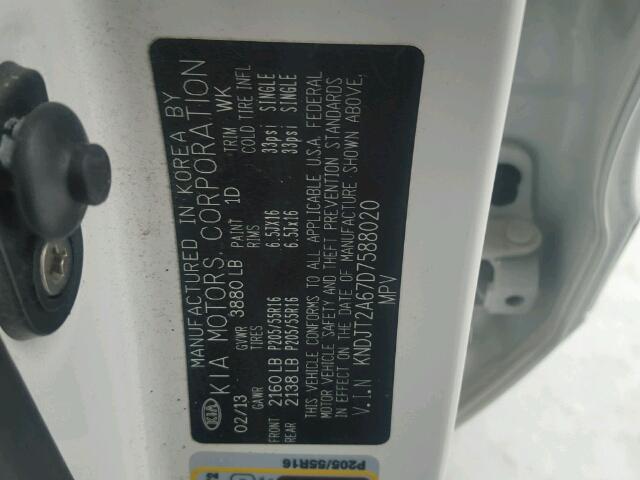 MANUFACTURED IN KOREA BY
KIA KIA MOTORS CORPORATION
02/13 GVWR 3880 LB PAINT 1D TRIM WK
GAWR TIRES RIMS COLD TIRE INFL
FRONT 2160 LB P205/55R16 6.5JX16 33psi SINGLE
REAR 2138 LB P205/55R16 6.5JX16 33psi SINGLE
THIS VEHICLE CONFORMS TO ALL APPLICABLE U.S.A. FEDERAL
MOTOR VEHICLE SAFETY AND THEFT PREVENTION STANDARDS
IN EFFECT ON THE DATE OF MANUFACTURE SHOWN ABOVE,
V.I.N KNDJT2A67D7588020
MPV
P205/55R16